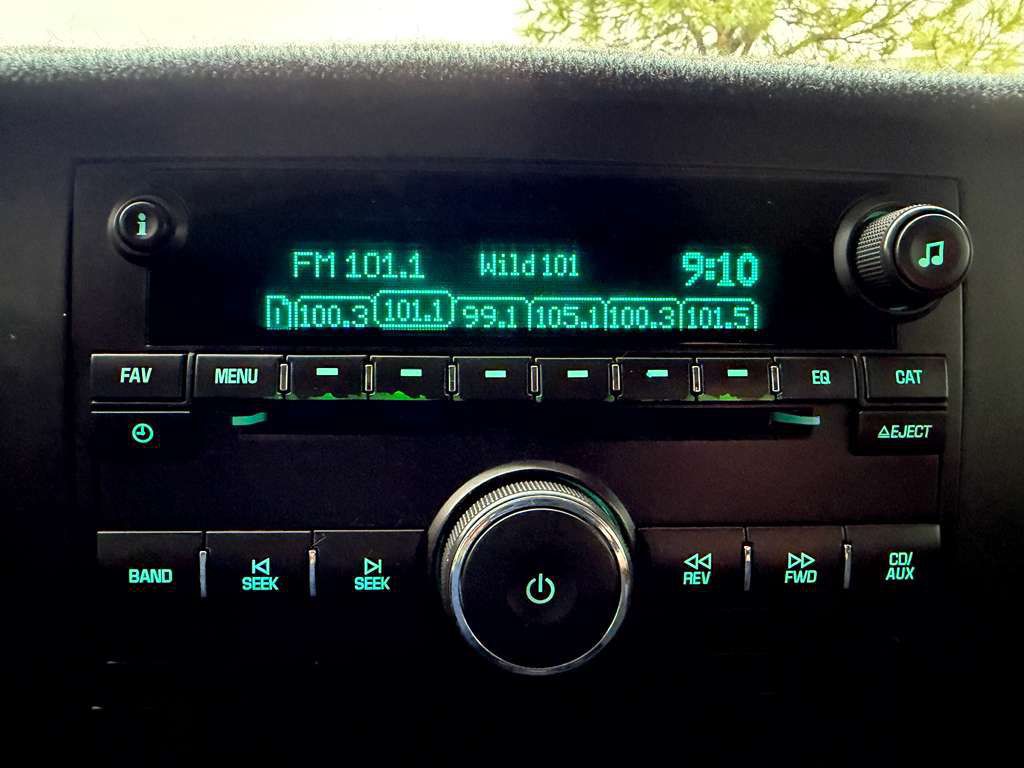 i
FM 101.1 Wild 101 9:10
100.3 101.1 99.1 105.1 100.3 101.5
FAV MENU EQ CAT
EJECT
BAND SEEK SEEK REV FWD CD/
AUX